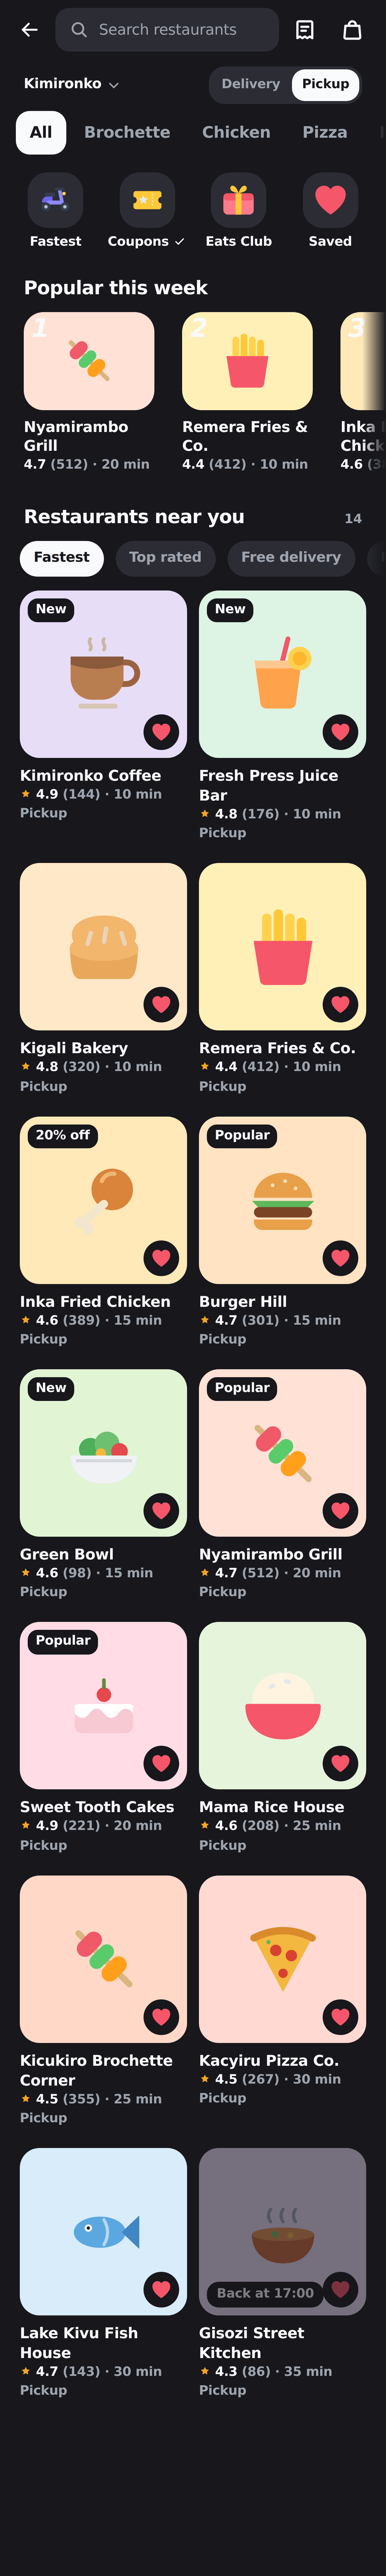 Search restaurants
Kimironko
Delivery
Pickup
All
Brochette
Chicken
Pizza
Fastest
Coupons
Eats Club
Saved
Popular this week
1
2
3
Nyamirambo
Grill
4.7 (512) · 20 min
Remera Fries &
Co.
4.4 (412) · 10 min
Inka
Chick
4.6
Restaurants near you
14
Fastest
Top rated
Free delivery
New
Kimironko Coffee
4.9 (144) · 10 min
Pickup
New
Fresh Press Juice
Bar
4.8 (176) · 10 min
Pickup
Kigali Bakery
4.8 (320) · 10 min
Pickup
Remera Fries & Co.
4.4 (412) · 10 min
Pickup
20% off
Inka Fried Chicken
4.6 (389) · 15 min
Pickup
Popular
Burger Hill
4.7 (301) · 15 min
Pickup
New
Green Bowl
4.6 (98) · 15 min
Pickup
Popular
Nyamirambo Grill
4.7 (512) · 20 min
Pickup
Popular
Sweet Tooth Cakes
4.9 (221) · 20 min
Pickup
Mama Rice House
4.6 (208) · 25 min
Pickup
Kicukiro Brochette
Corner
4.5 (355) · 25 min
Pickup
Kacyiru Pizza Co.
4.5 (267) · 30 min
Pickup
Lake Kivu Fish
House
4.7 (143) · 30 min
Pickup
Back at 17:00
Gisozi Street
Kitchen
4.3 (86) · 35 min
Pickup